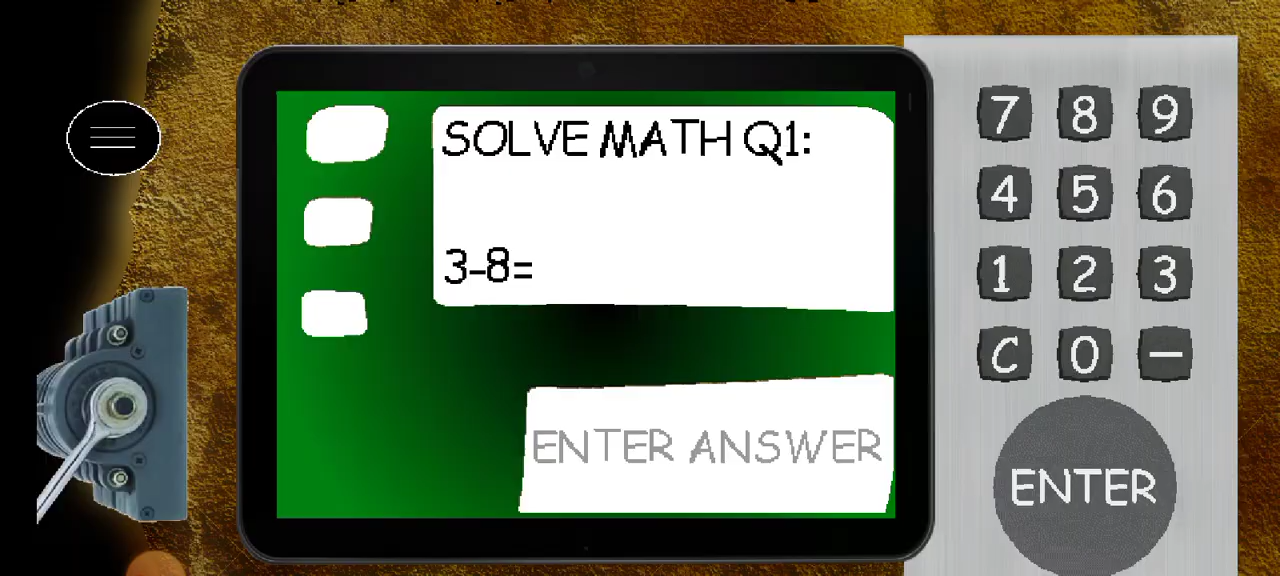 SOLVE MATH Q1:
3-8=
ENTER ANSWER
7 8 9
4 5 6
1 2 3
C 0 —
ENTER